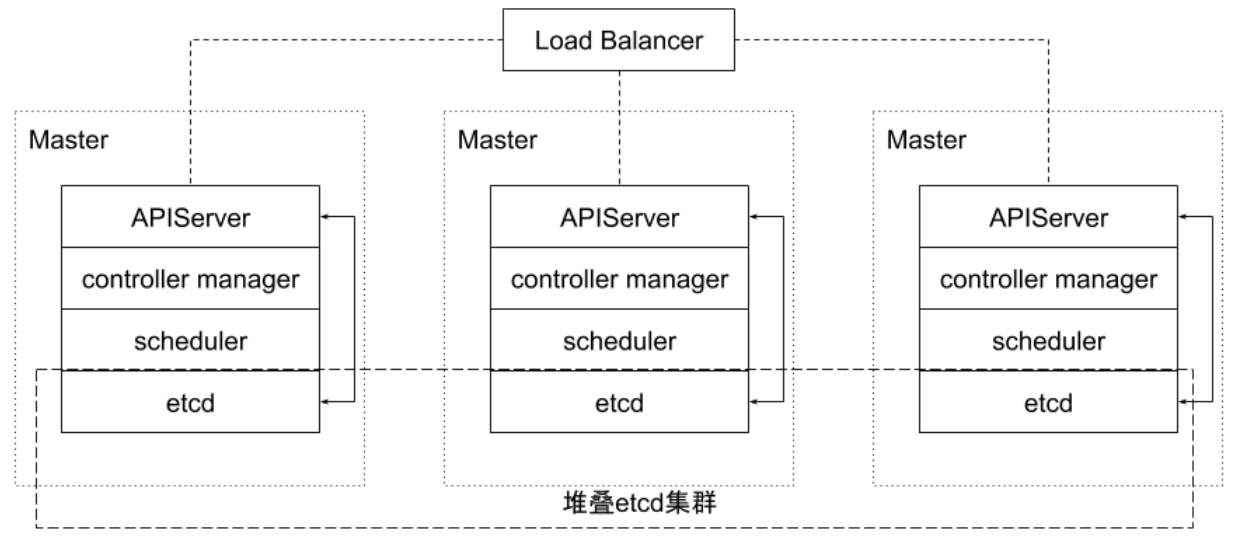 Load Balancer
Master
APIServer
controller manager
scheduler
etcd
Master
APIServer
controller manager
scheduler
etcd
Master
APIServer
controller manager
scheduler
etcd
堆叠etcd集群